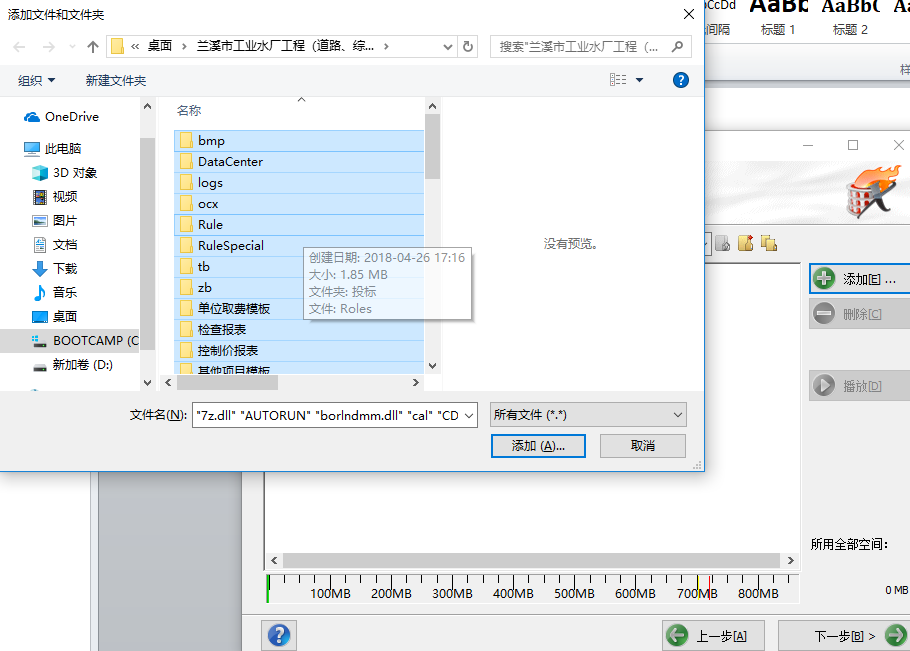 添加文件和文件夹
« 桌面 › 兰溪市工业水厂工程（道路、综... ›
搜索"兰溪市工业水厂工程（...
组织
新建文件夹
OneDrive
此电脑
3D 对象
视频
图片
文档
下载
音乐
桌面
BOOTCAMP (C
新加卷 (D:)
名称
bmp
DataCenter
logs
ocx
Rule
RuleSpecial
tb
zb
单位取费模板
检查报表
控制价报表
其他项目模板
创建日期: 2018-04-26 17:16
大小: 1.85 MB
文件夹: 投标
文件: Roles
没有预览。
文件名(N):
"7z.dll" "AUTORUN" "borlndmm.dll" "cal" "CD
所有文件 (*.*)
添加 (A)...
取消
CcDd
AaBb
AaBbC
间隔
标题 1
标题 2
样
添加[E] ...
删除[C]
播放[D]
所用全部空间:
0 MB
100MB
200MB
300MB
400MB
500MB
600MB
700MB
800MB
上一步[A]
下一步[B] >